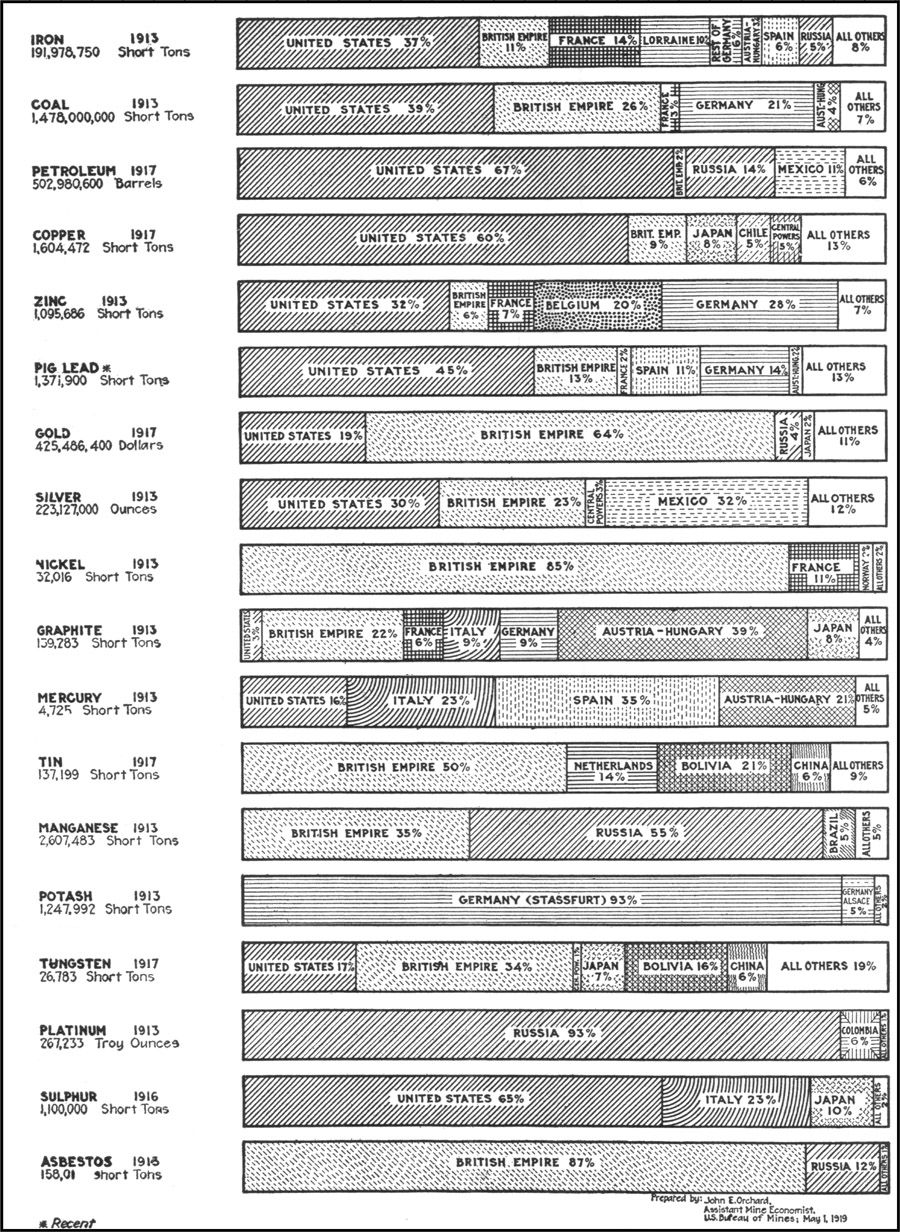 IRON 1913
191,978,750 Short Tons
UNITED STATES 37%
BRITISH EMPIRE
11%
FRANCE 14%
LORRAINE 10%
REST OF
GERMANY
6%
AUSTRIA-
HUNGARY 3%
SPAIN
6%
RUSSIA
5%
ALL OTHERS
8%
COAL 1913
1,478,000,000 Short Tons
UNITED STATES 39%
BRITISH EMPIRE 26%
FRANCE
3%
GERMANY 21%
AUST-HUNG
4%
ALL
OTHERS
7%
PETROLEUM 1917
502,980,600 Barrels
UNITED STATES 67%
BRIT. EMP. 2%
RUSSIA 14%
MEXICO 11%
ALL
OTHERS
6%
COPPER 1917
1,604,472 Short Tons
UNITED STATES 60%
BRIT. EMP.
9%
JAPAN
8%
CHILE
5%
CENTRAL
POWERS
5%
ALL OTHERS
13%
ZINC 1913
1,095,686 Short Tons
UNITED STATES 32%
BRITISH
EMPIRE
6%
FRANCE
7%
BELGIUM 20%
GERMANY 28%
ALL OTHERS
7%
PIG LEAD *
1,371,900 Short Tons
UNITED STATES 45%
BRITISH EMPIRE
13%
FRANCE 2%
SPAIN 11%
GERMANY 14%
AUST-HUNG 2%
ALL OTHERS
13%
GOLD 1917
425,486,400 Dollars
UNITED STATES 19%
BRITISH EMPIRE 64%
RUSSIA
4%
JAPAN 2%
ALL OTHERS
11%
SILVER 1913
223,127,000 Ounces
UNITED STATES 30%
BRITISH EMPIRE 23%
CENTRAL
POWERS 3%
MEXICO 32%
ALL OTHERS
12%
NICKEL 1913
32,016 Short Tons
BRITISH EMPIRE 85%
FRANCE
11%
NORWAY 2%
ALL OTHERS 2%
GRAPHITE 1913
139,283 Short Tons
UNITED STATES
3%
BRITISH EMPIRE 22%
FRANCE
6%
ITALY
9%
GERMANY
9%
AUSTRIA-HUNGARY 39%
JAPAN
8%
ALL
OTHERS
4%
MERCURY 1913
4,725 Short Tons
UNITED STATES 16%
ITALY 23%
SPAIN 35%
AUSTRIA-HUNGARY 21%
ALL
OTHERS
5%
TIN 1917
137,199 Short Tons
BRITISH EMPIRE 50%
NETHERLANDS
14%
BOLIVIA 21%
CHINA
6%
ALL OTHERS
9%
MANGANESE 1913
2,607,483 Short Tons
BRITISH EMPIRE 35%
RUSSIA 55%
BRAZIL
5%
ALL OTHERS
5%
POTASH 1913
1,247,992 Short Tons
GERMANY (STASSFURT) 93%
GERMANY
ALSACE
5%
ALL OTHERS
2%
TUNGSTEN 1917
26,783 Short Tons
UNITED STATES 17%
BRITISH EMPIRE 34%
JAPAN
7%
BOLIVIA 16%
CHINA
6%
ALL OTHERS 19%
PLATINUM 1913
267,233 Troy Ounces
RUSSIA 93%
COLOMBIA
6%
ALL OTHERS 1%
SULPHUR 1916
1,100,000 Short Tons
UNITED STATES 65%
ITALY 23%
JAPAN
10%
ALL OTHERS
2%
ASBESTOS
Short Tons
BRITISH EMPIRE 87%
RUSSIA 12%
ALL OTHERS 1%
* Recent
Prepared by: John E. Orchard,
Assistant Mine Economist,
U.S. Bureau of Mines; May 1, 1919